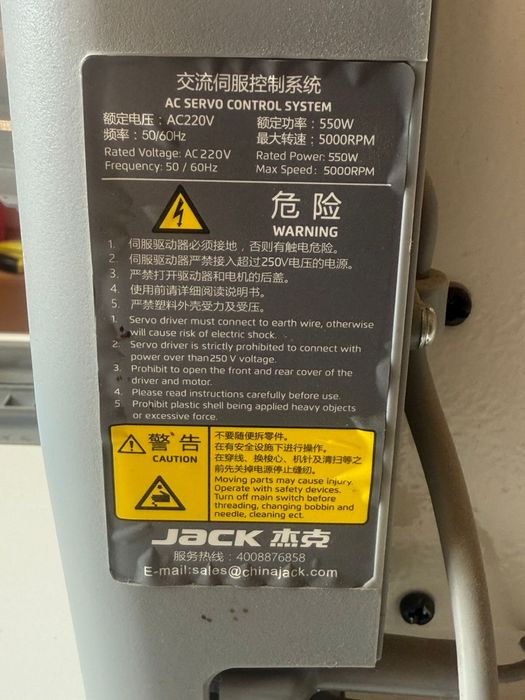 交流伺服控制系统
AC SERVO CONTROL SYSTEM
额定电压：AC220V 额定功率：550W
频率：50/60Hz 最大转速：5000RPM
Rated Voltage: AC 220V Rated Power: 550W
Frequency: 50 / 60Hz Max Speed: 5000RPM
危险
WARNING
1. 伺服驱动器必须接地，否则有触电危险。
2. 伺服驱动器严禁接入超过250V电压的电源。
3. 严禁打开驱动器和电机的后盖。
4. 使用前请详细阅读说明书。
5. 严禁塑料外壳受力及受压。
1. Servo driver must connect to earth wire, otherwise
will cause risk of electric shock.
2. Servo driver is strictly prohibited to connect with
power over than 250 V voltage.
3. Prohibit to open the front and rear cover of the
driver and motor.
4. Please read instructions carefully before use.
5. Prohibit plastic shell being applied heavy objects
or excessive force.
警告
CAUTION
不要随便拆零件。
在有安全设施下进行操作。
在穿线、换梭心、机针及清扫等之
前先关掉电源停止缝纫。
Moving parts may cause injury.
Operate with safety devices.
Turn off main switch before
threading, changing bobbin and
needle, cleaning ect.
JACK 杰克
服务热线：4008876858
E-mail:sales@chinajack.com